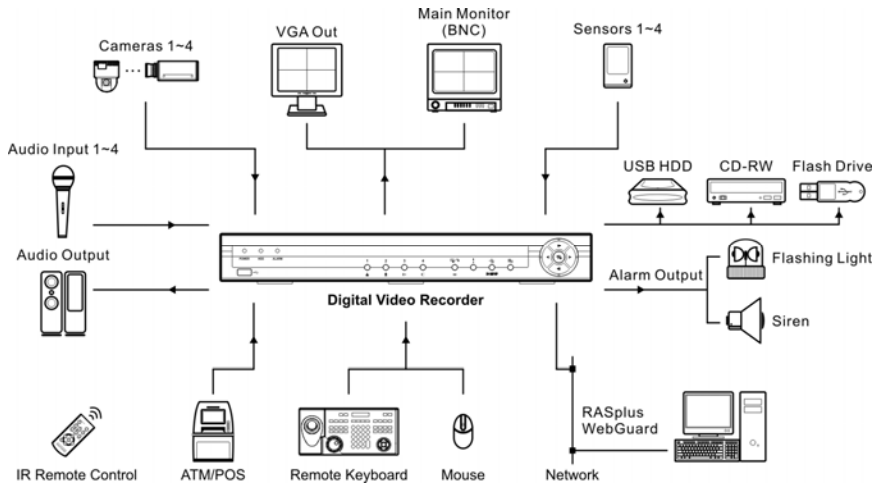 Cameras 1~4
VGA Out
Main Monitor
(BNC)
Sensors 1~4
Audio Input 1~4
USB HDD
CD-RW
Flash Drive
Audio Output
Alarm Output
Flashing Light
Siren
Digital Video Recorder
RASplus
WebGuard
IR Remote Control
ATM/POS
Remote Keyboard
Mouse
Network